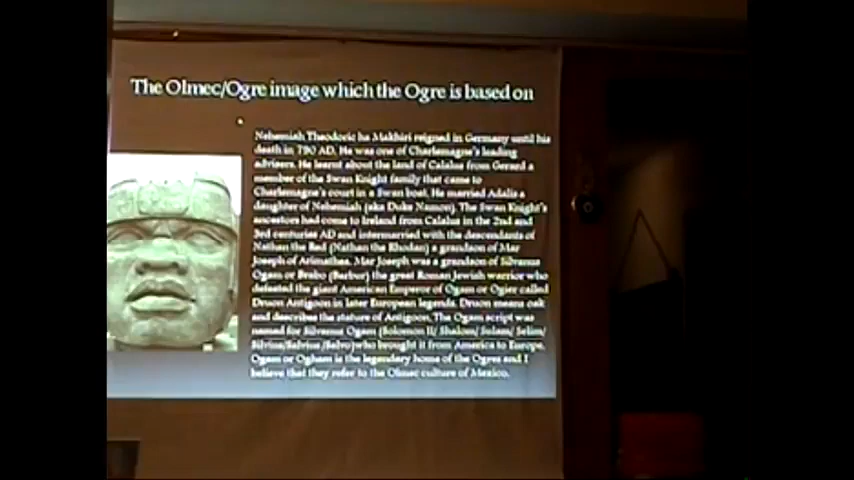 The Olmec/Ogre image which the Ogre is based on
Nehemiah Theodoric ha Makhiri reigned in Germany until his
death in 790 AD. He was one of Charlemagne's leading
advisers. He learnt about the land of Calalus from Gerard a
member of the Swan Knight family that came to
Charlemagne's court in a Swan boat. He married Adalis a
daughter of Nehemiah (aka Duke Namon). The Swan Knight's
ancestors had come to Ireland from Calalus in the 2nd and
3rd centuries AD and intermarried with the descendants of
Nathan the Red (Nathan the Rhodan) a grandson of Mar
Joseph of Arimathea. Mar Joseph was a grandson of Silvanus
Ogam or Brabo (Barbur) the great Roman Jewish warrior who
defeated the giant American Emperor of Ogam or Ogier called
Druon Antigoon in later European legends. Druon means oak
and describes the stature of Antigoon. The Ogam script was
named for Silvanus Ogam (Solomon II/ Shalom/ Sulam/ Selim/
Silvius/Salvius/Salvo)who brought it from America to Europe.
Ogam or Ogham is the legendary home of the Ogres and I
believe that they refer to the Olmec culture of Mexico.